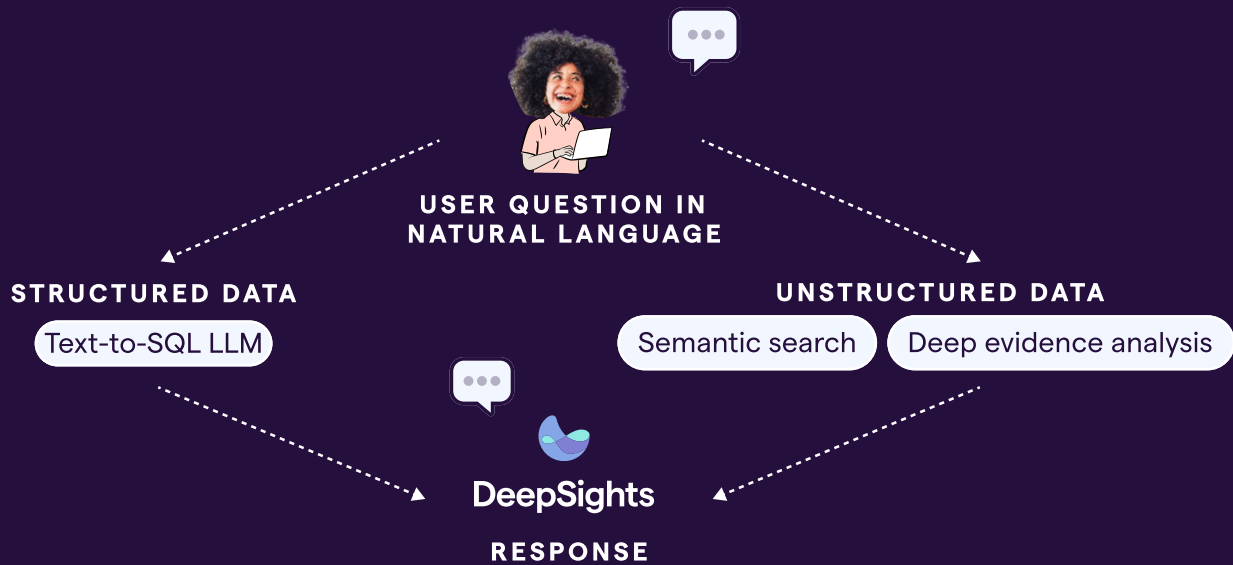 USER QUESTION IN
NATURAL LANGUAGE
STRUCTURED DATA
Text-to-SQL LLM
UNSTRUCTURED DATA
Semantic search
Deep evidence analysis
DeepSights
RESPONSE